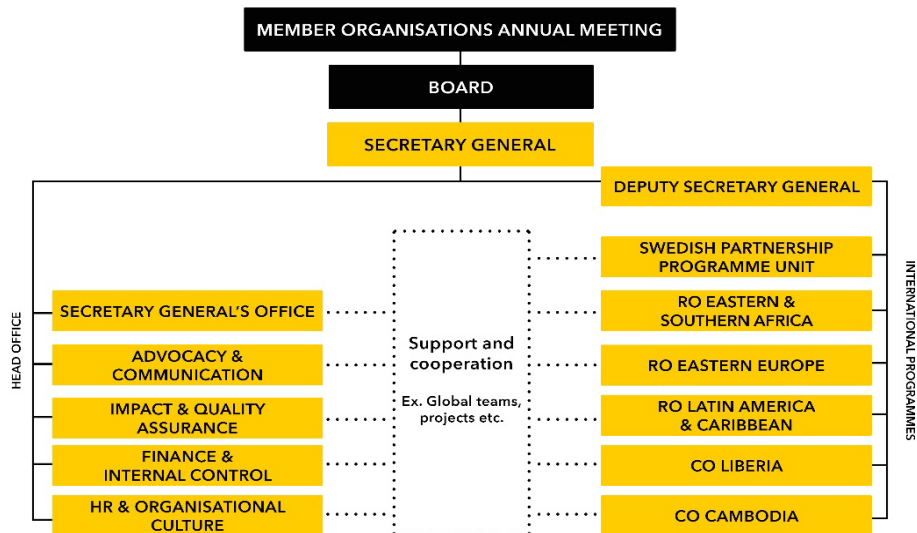 MEMBER ORGANISATIONS ANNUAL MEETING
BOARD
SECRETARY GENERAL
DEPUTY SECRETARY GENERAL
HEAD OFFICE
SECRETARY GENERAL'S OFFICE
ADVOCACY &
COMMUNICATION
IMPACT & QUALITY
ASSURANCE
FINANCE &
INTERNAL CONTROL
HR & ORGANISATIONAL
CULTURE
Support and
cooperation
Ex. Global teams,
projects etc.
SWEDISH PARTNERSHIP
PROGRAMME UNIT
RO EASTERN &
SOUTHERN AFRICA
RO EASTERN EUROPE
RO LATIN AMERICA
& CARIBBEAN
CO LIBERIA
CO CAMBODIA
INTERNATIONAL PROGRAMMES